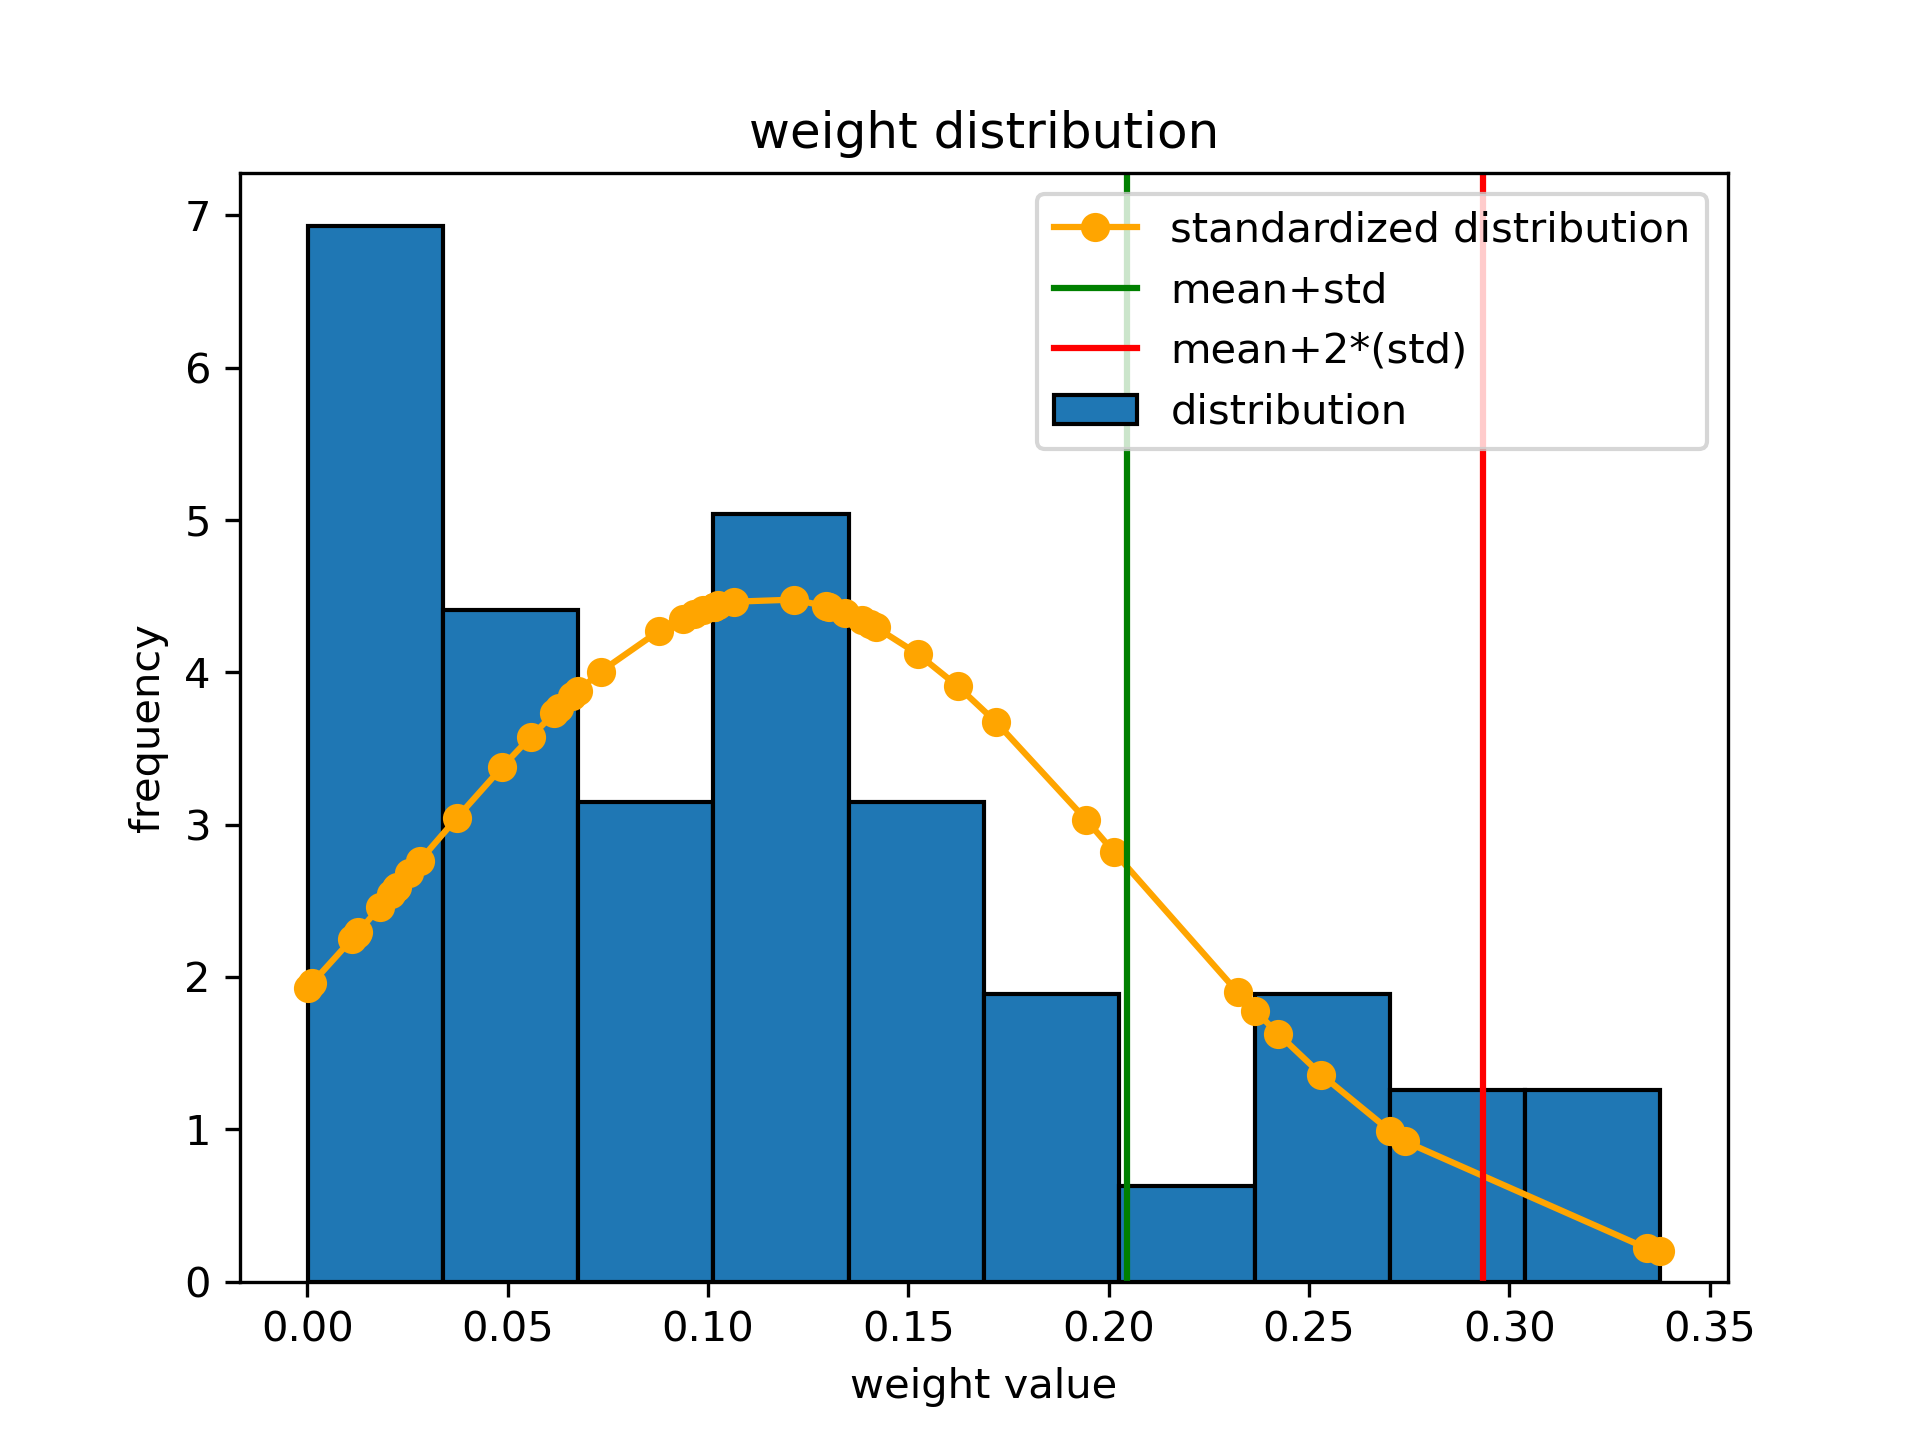 weight distribution
standardized distribution
mean+std
mean+2*(std)
distribution
frequency
7
6
5
4
3
2
1
0
0.00 0.05 0.10 0.15 0.20 0.25 0.30 0.35
weight value